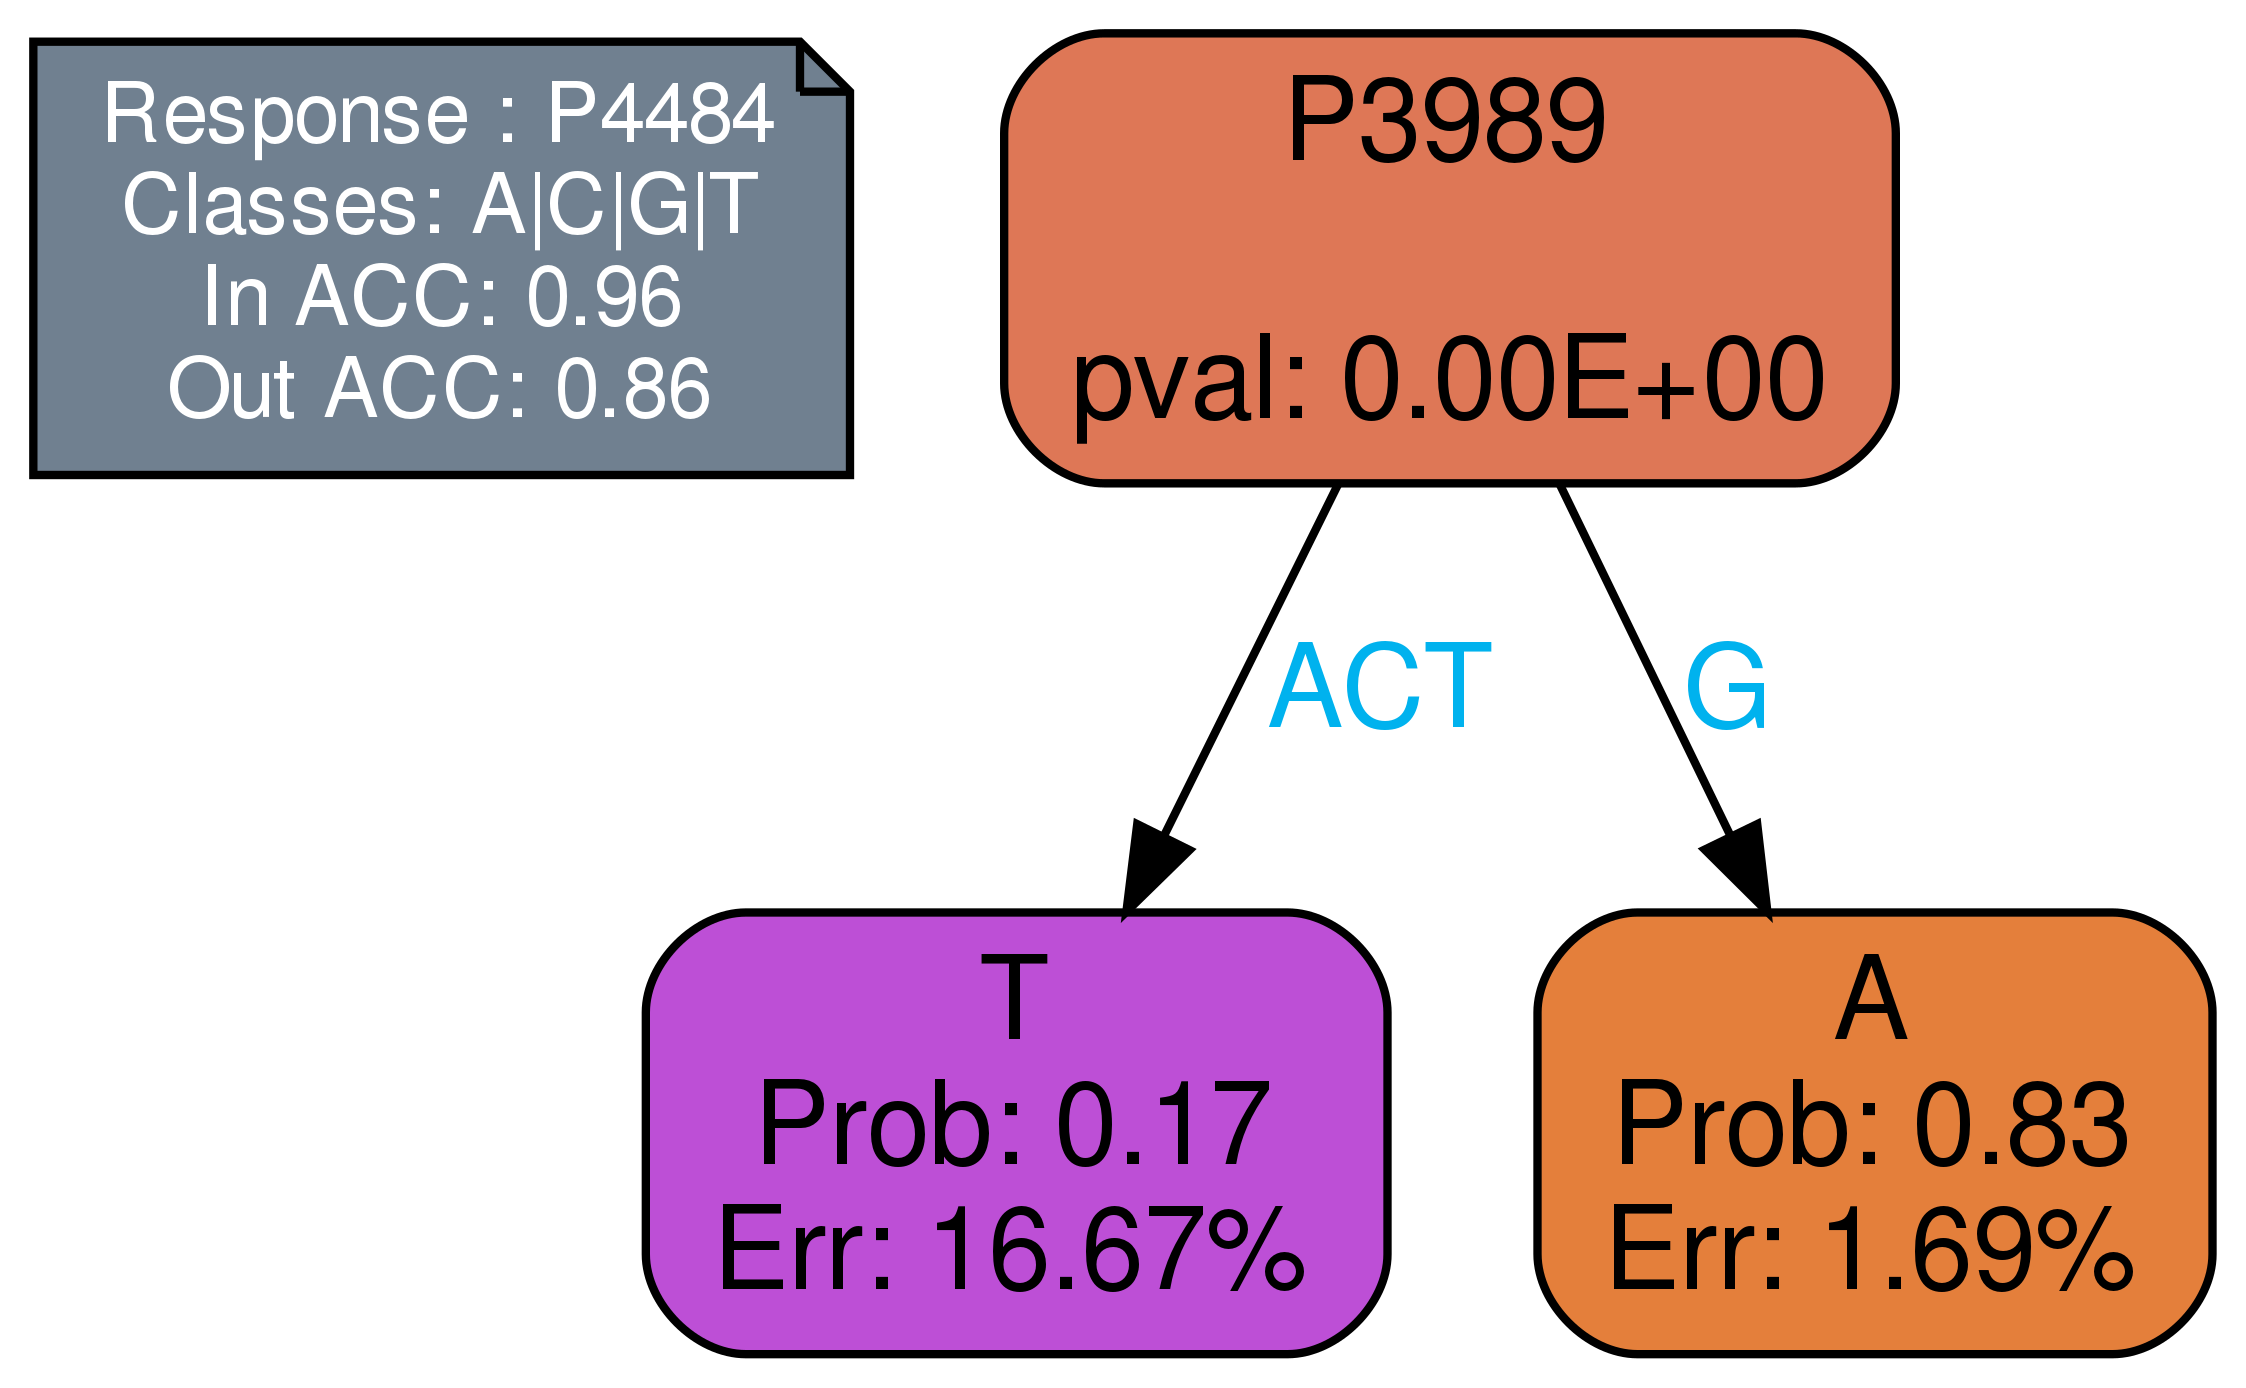 Response : P4484
Classes: A|C|G|T
In ACC: 0.96
Out ACC: 0.86
P3989
pval: 0.00E+00
ACT
G
T
Prob: 0.17
Err: 16.67%
A
Prob: 0.83
Err: 1.69%